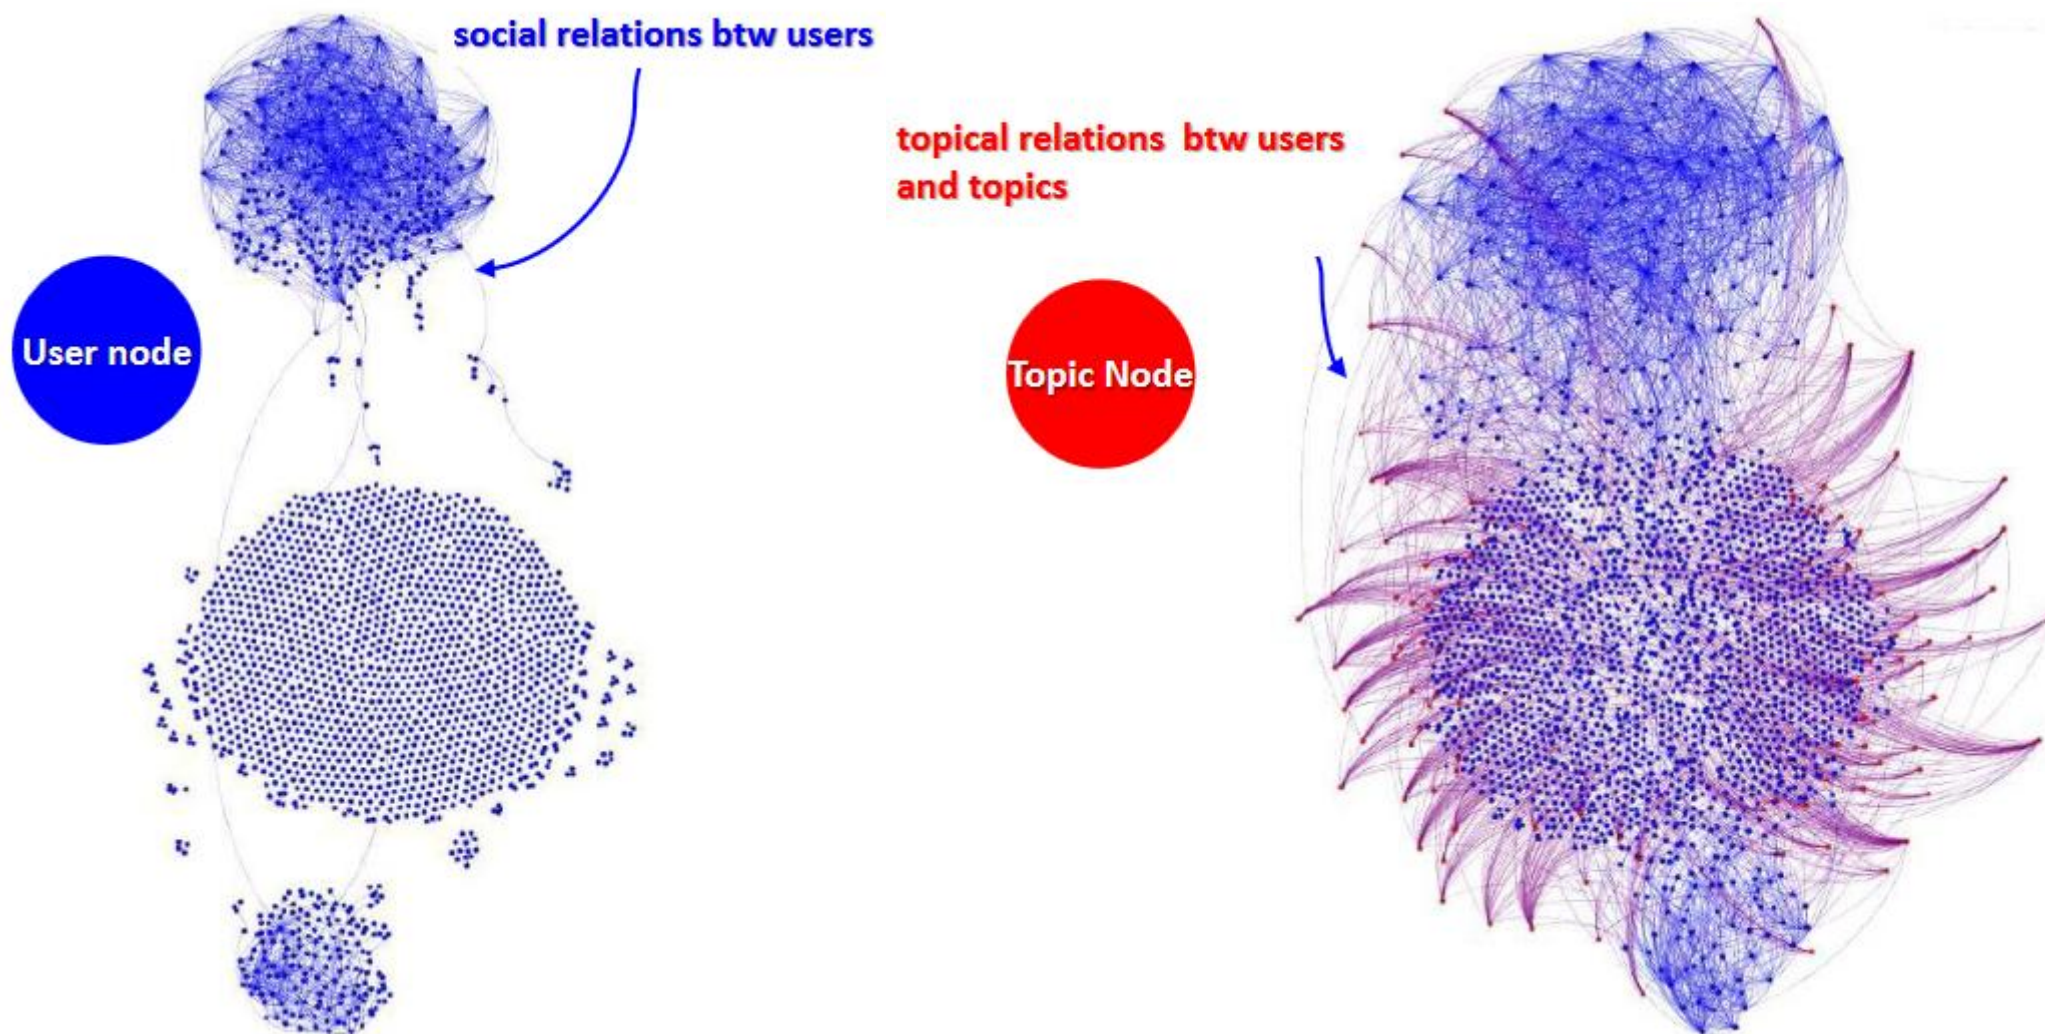 social relations btw users
topical relations btw users
and topics
User node
Topic Node